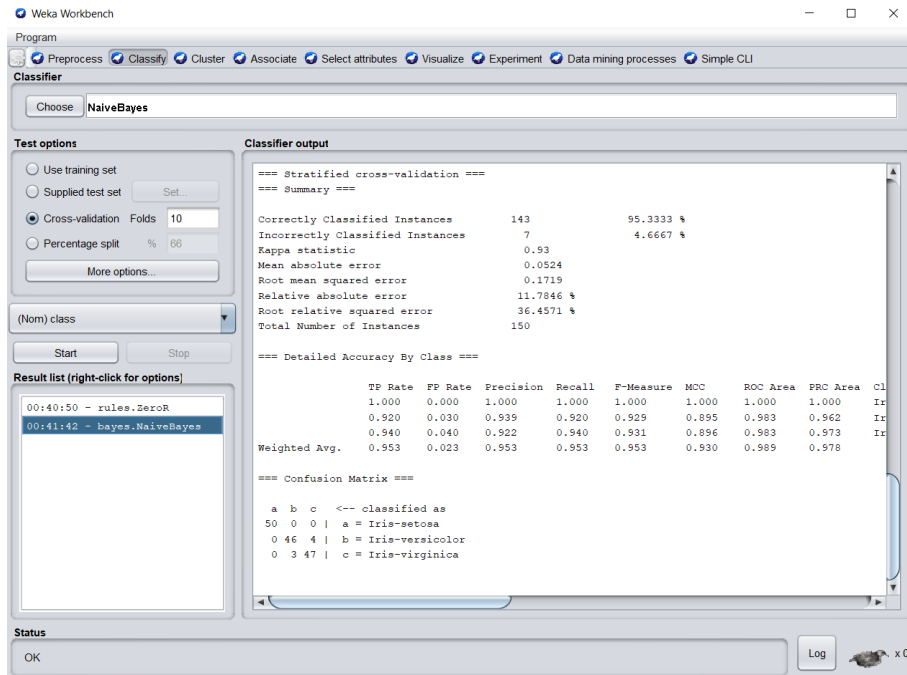 Weka Workbench
Program
Preprocess Classify Cluster Associate Select attributes Visualize Experiment Data mining processes Simple CLI
Classifier
Choose NaiveBayes
Test options
Use training set
Supplied test set Set...
Cross-validation Folds 10
Percentage split % 66
More options...
(Nom) class
Start Stop
Result list (right-click for options)
00:40:50 - rules.ZeroR
00:41:42 - bayes.NaiveBayes
Classifier output
=== Stratified cross-validation ===
=== Summary ===
Correctly Classified Instances 143 95.3333 %
Incorrectly Classified Instances 7 4.6667 %
Kappa statistic 0.93
Mean absolute error 0.0524
Root mean squared error 0.1719
Relative absolute error 11.7846 %
Root relative squared error 36.4571 %
Total Number of Instances 150
=== Detailed Accuracy By Class ===
TP Rate FP Rate Precision Recall F-Measure MCC ROC Area PRC Area Cl
1.000 0.000 1.000 1.000 1.000 1.000 1.000 1.000 Ir
0.920 0.030 0.939 0.920 0.929 0.895 0.983 0.962 Ir
0.940 0.040 0.922 0.940 0.931 0.896 0.983 0.973 Ir
Weighted Avg. 0.953 0.023 0.953 0.953 0.953 0.930 0.989 0.978
=== Confusion Matrix ===
a b c <-- classified as
50 0 0 | a = Iris-setosa
0 46 4 | b = Iris-versicolor
0 3 47 | c = Iris-virginica
Status
OK
Log
x 0